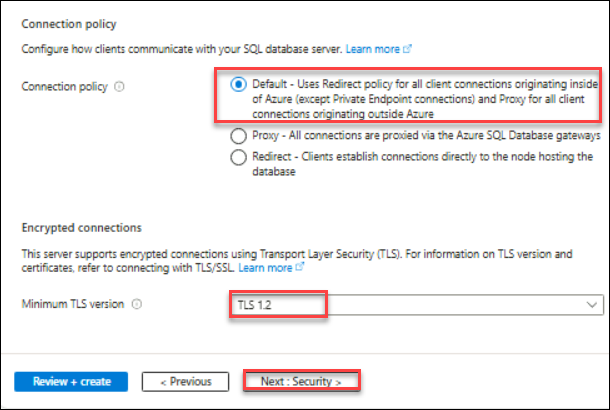 Connection policy
Configure how clients communicate with your SQL database server. Learn more
Connection policy
Default - Uses Redirect policy for all client connections originating inside
of Azure (except Private Endpoint connections) and Proxy for all client
connections originating outside Azure
Proxy - All connections are proxied via the Azure SQL Database gateways
Redirect - Clients establish connections directly to the node hosting the
database
Encrypted connections
This server supports encrypted connections using Transport Layer Security (TLS). For information on TLS version and
certificates, refer to connecting with TLS/SSL. Learn more
Minimum TLS version
TLS 1.2
Review + create
< Previous
Next : Security >